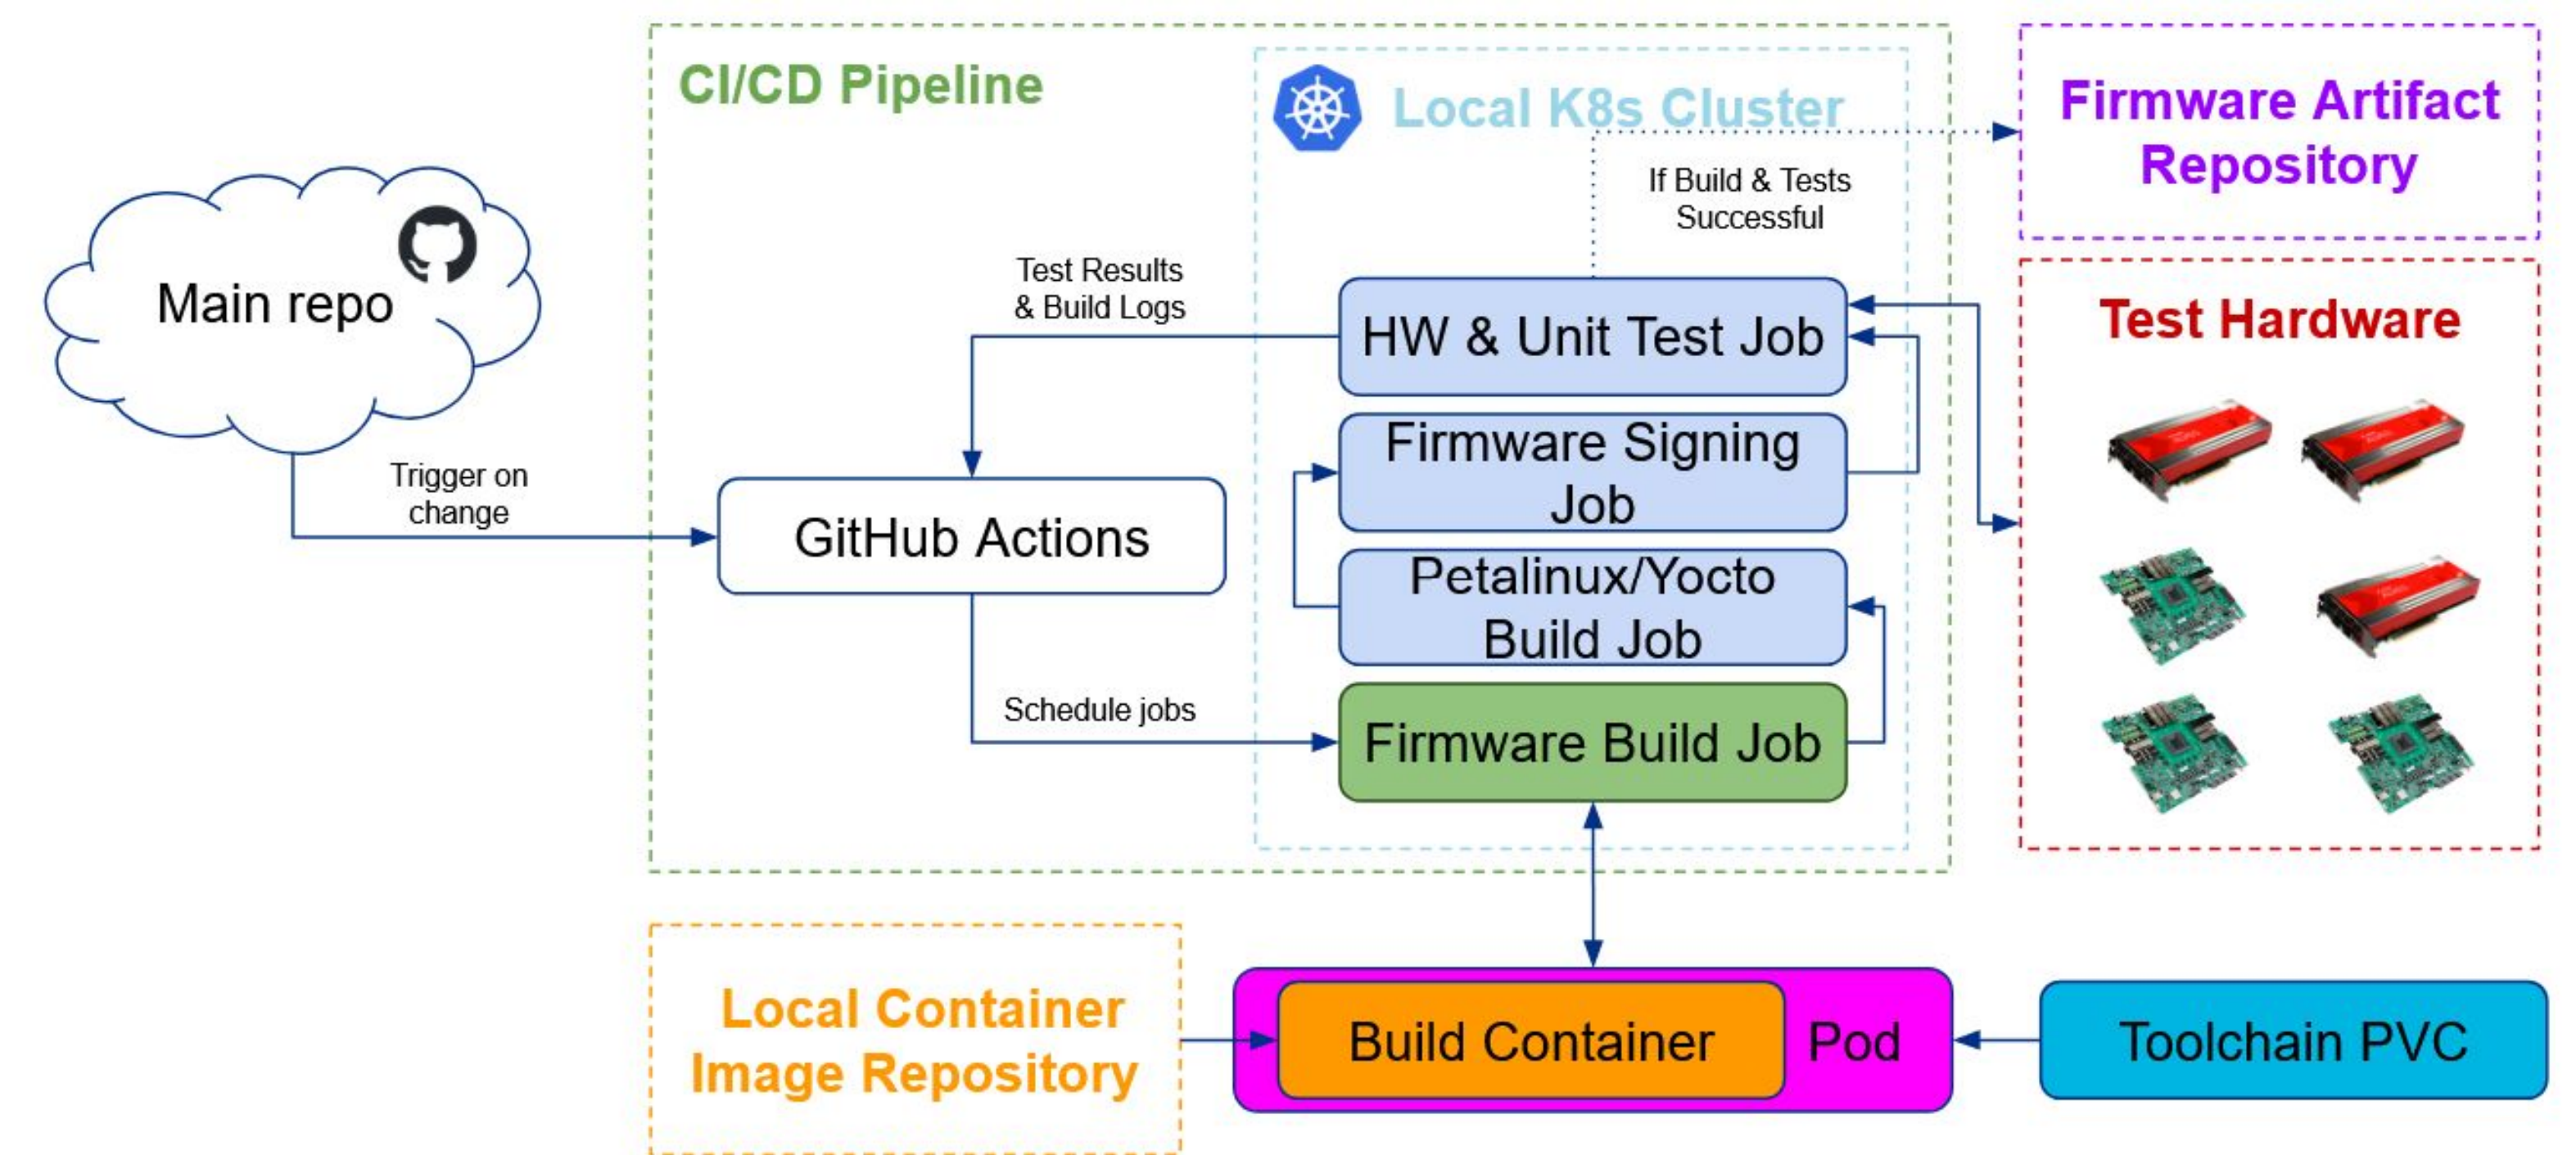 CI/CD Pipeline
Local K8s Cluster
Firmware Artifact
Repository
If Build & Tests
Successful
Main repo
Test Results
& Build Logs
HW & Unit Test Job
Test Hardware
Trigger on
change
GitHub Actions
Firmware Signing
Job
Petalinux/Yocto
Build Job
Schedule jobs
Firmware Build Job
Local Container
Image Repository
Build Container
Pod
Toolchain PVC